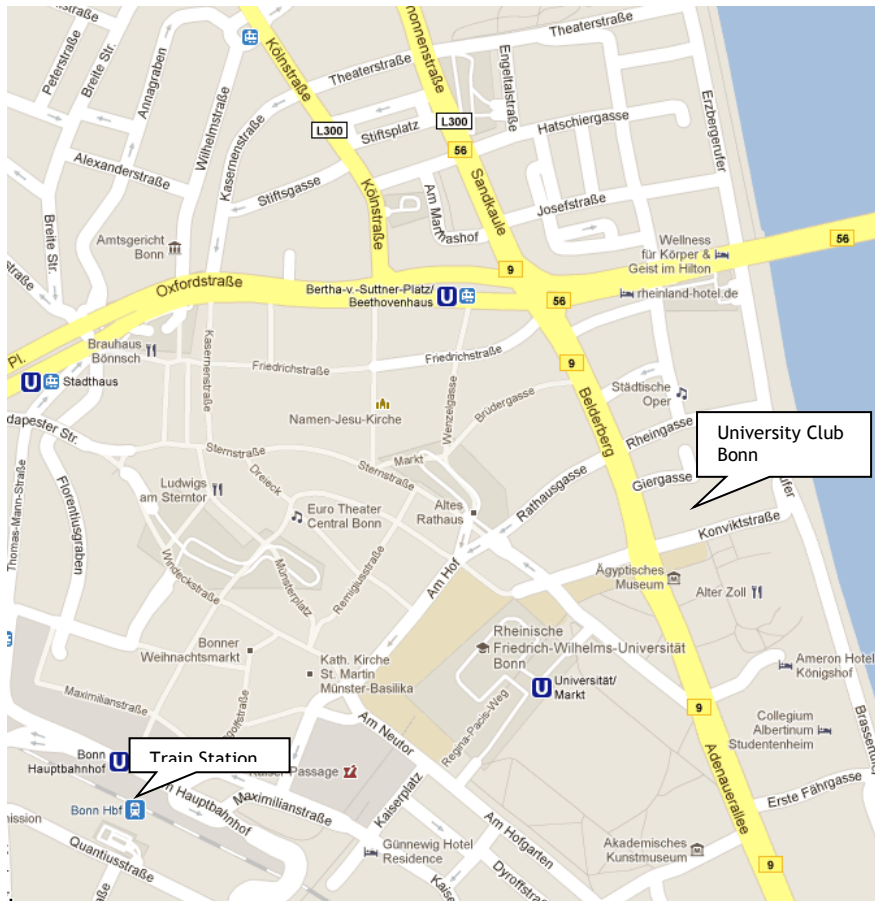 Theaterstraße
Peterstraße
Breite Str.
Annagraben
Wilhelmstraße
Kölnstraße
Theaterstraße
Engeltalstraße
Kasernenstraße
L300
L300
Stiftsplatz
Hatschiergasse
Erzbergerufer
56
Alexanderstraße
Stiftsgasse
Kölnstraße
Sandkaule
Josefstraße
Breite Str.
Amtsgericht
Bonn
Wellness
für Körper &
Geist im Hilton
56
9
Oxfordstraße
Bertha-v.-Suttner-Platz/
Beethovenhaus
U
56
rheinland-hotel.de
Brauhaus
Bönnsch
Kasernenstraße
Pl.
U
Stadthaus
Friedrichstraße
Friedrichstraße
9
Belderberg
Städtische
Oper
Namen-Jesu-Kirche
Wenzelgasse
Brüdergasse
University Club
Bonn
dapester Str.
Sternstraße
Sternstraße
Markt
Rheingasse
Giergasse
Thomas-Mann-Straße
Florentiusgraben
Ludwigs
am Sterntor
Dreieck
Euro Theater
Central Bonn
Altes
Rathaus
Rathausgasse
Konviktstraße
Windeckstraße
Münsterplatz
Remigiusstraße
Am Hof
Ägyptisches
Museum
Alter Zoll
Bonner
Weihnachtsmarkt
Kath. Kirche
St. Martin
Münster-Basilika
Rheinische
Friedrich-Wilhelms-Universität
Bonn
U
Universität/
Markt
Ameron Hotel
Königshof
Maximilianstraße
Am Neutor
Regina-Pacis-Weg
9
Collegium
Albertinum
Studentenheim
Bonn
Hauptbahnhof
U
Train Station
Passage
Adenauerallee
Erste Fährgasse
Bonn Hbf
Hauptbahnhof
Maximilianstraße
Kaiserplatz
Quantiusstraße
Günnewig Hotel
Residence
Am Hofgarten
Dyroffstraße
Akademisches
Kunstmuseum
9